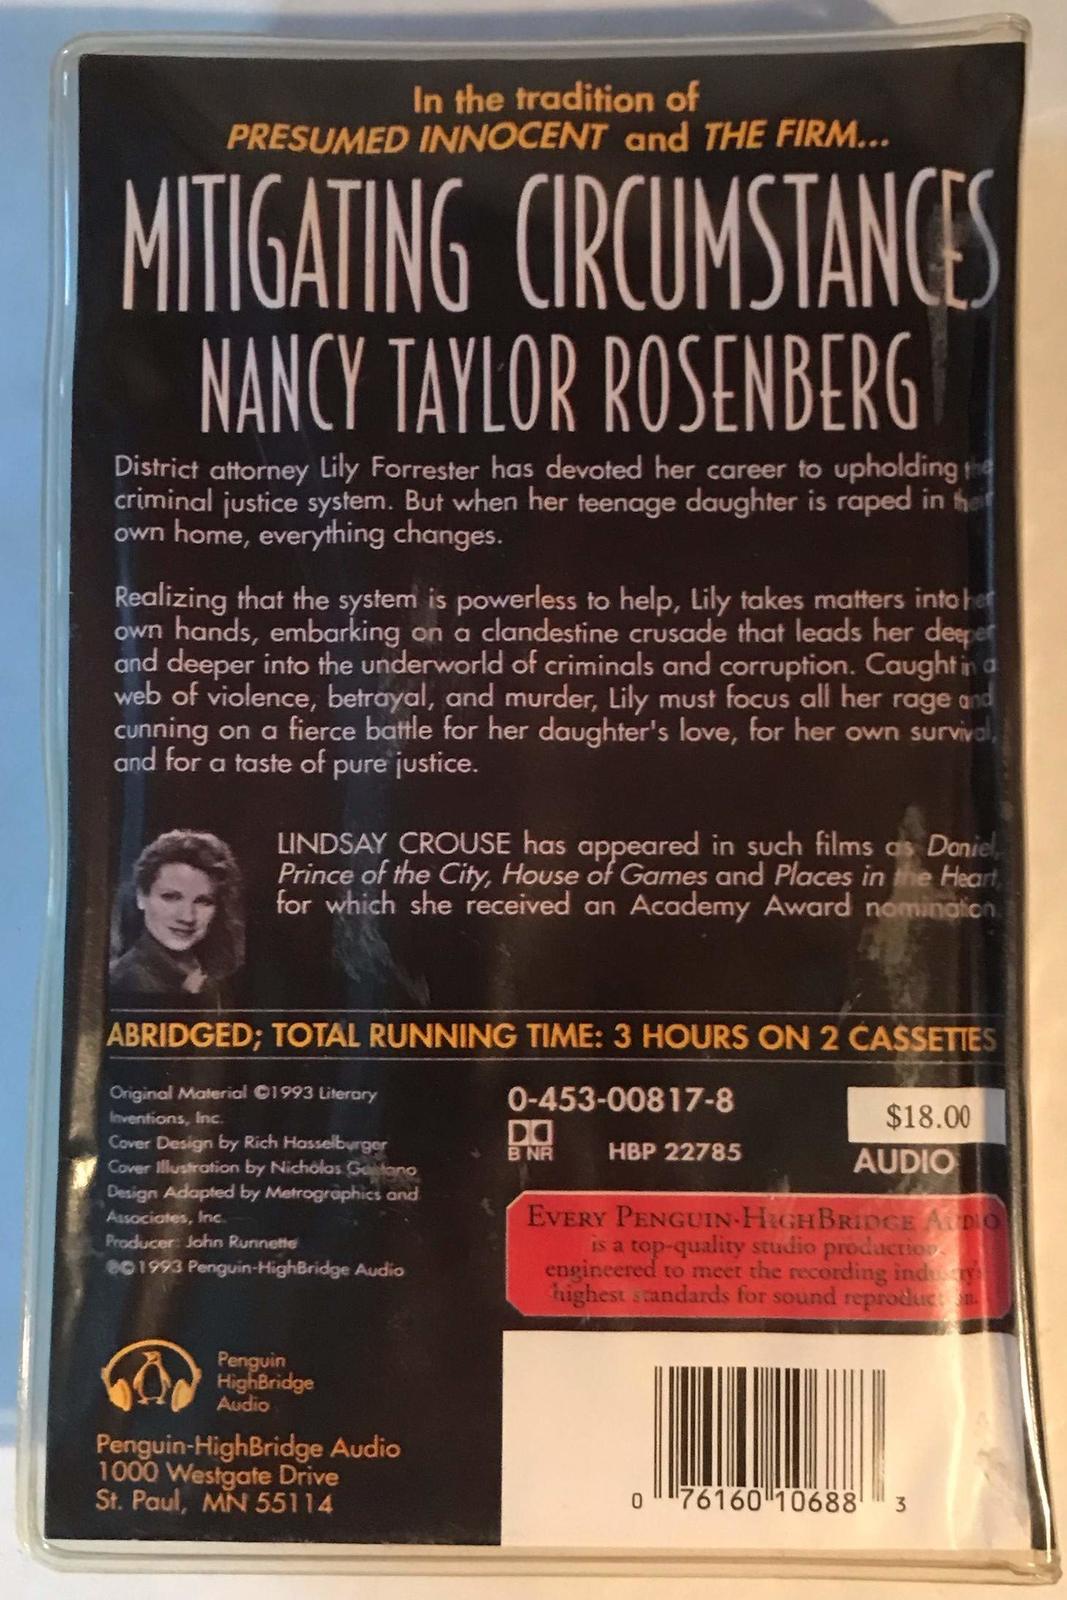 In the tradition of
PRESUMED INNOCENT and THE FIRM...
MITIGATING CIRCUMSTANCES
NANCY TAYLOR ROSENBERG
District attorney Lily Forrester has devoted her career to upholding the
criminal justice system. But when her teenage daughter is raped in their
own home, everything changes.
Realizing that the system is powerless to help, Lily takes matters into her
own hands, embarking on a clandestine crusade that leads her deeper
and deeper into the underworld of criminals and corruption. Caught in a
web of violence, betrayal, and murder, Lily must focus all her rage and
cunning on a fierce battle for her daughter's love, for her own survival,
and for a taste of pure justice.
LINDSAY CROUSE has appeared in such films as Daniel,
Prince of the City, House of Games and Places in the Heart,
for which she received an Academy Award nomination.
ABRIDGED; TOTAL RUNNING TIME: 3 HOURS ON 2 CASSETTES
Original Material ©1993 Literary
Inventions, Inc.
Cover Design by Rich Hasselburger
Cover Illustration by Nicholas
Design Adapted by Metrographics and
Associates, Inc.
Producer: John Runnette
℗©1993 Penguin-HighBridge Audio
0-453-00817-8
B NR HBP 22785
$18.00
AUDIO
EVERY PENGUIN-HIGHBRIDGE AUDIO
is a top-quality studio production,
engineered to meet the recording industry's
highest standards for sound reproduction.
Penguin
HighBridge
Audio
Penguin-HighBridge Audio
1000 Westgate Drive
St. Paul, MN 55114
0 76160 10688 3